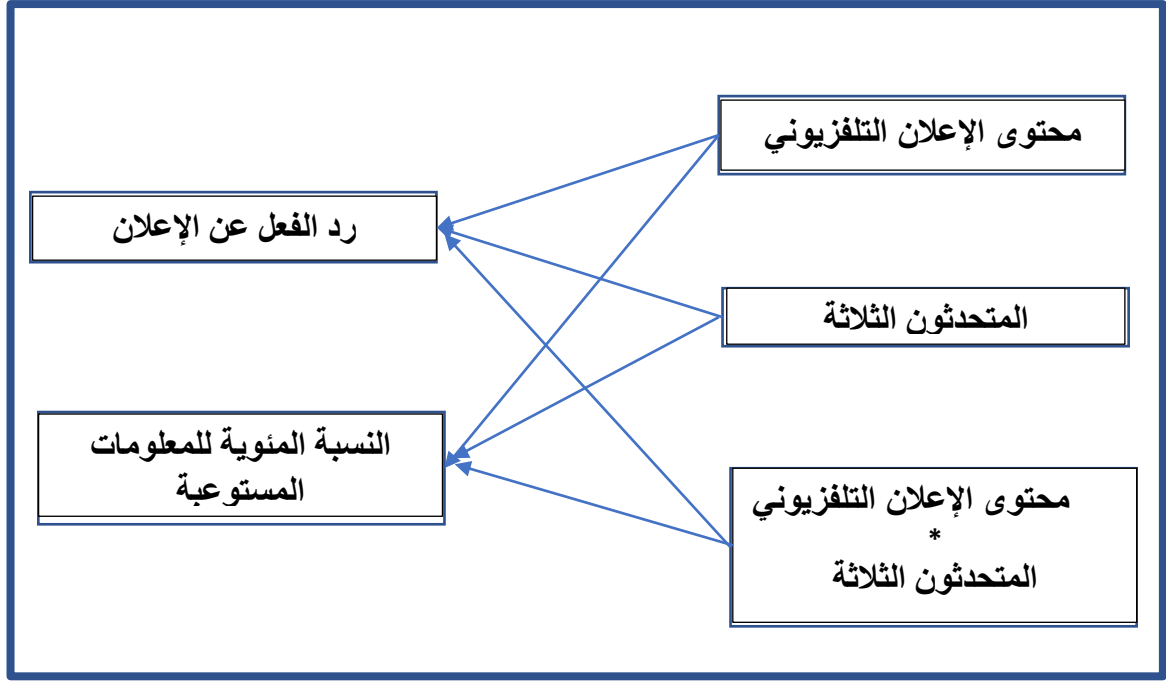 محتوى الإعلان التلفزيوني
رد الفعل عن الإعلان
المتحدثون الثلاثة
النسبة المئوية للمعلومات
المستوعبة
محتوى الإعلان التلفزيوني
*
المتحدثون الثلاثة